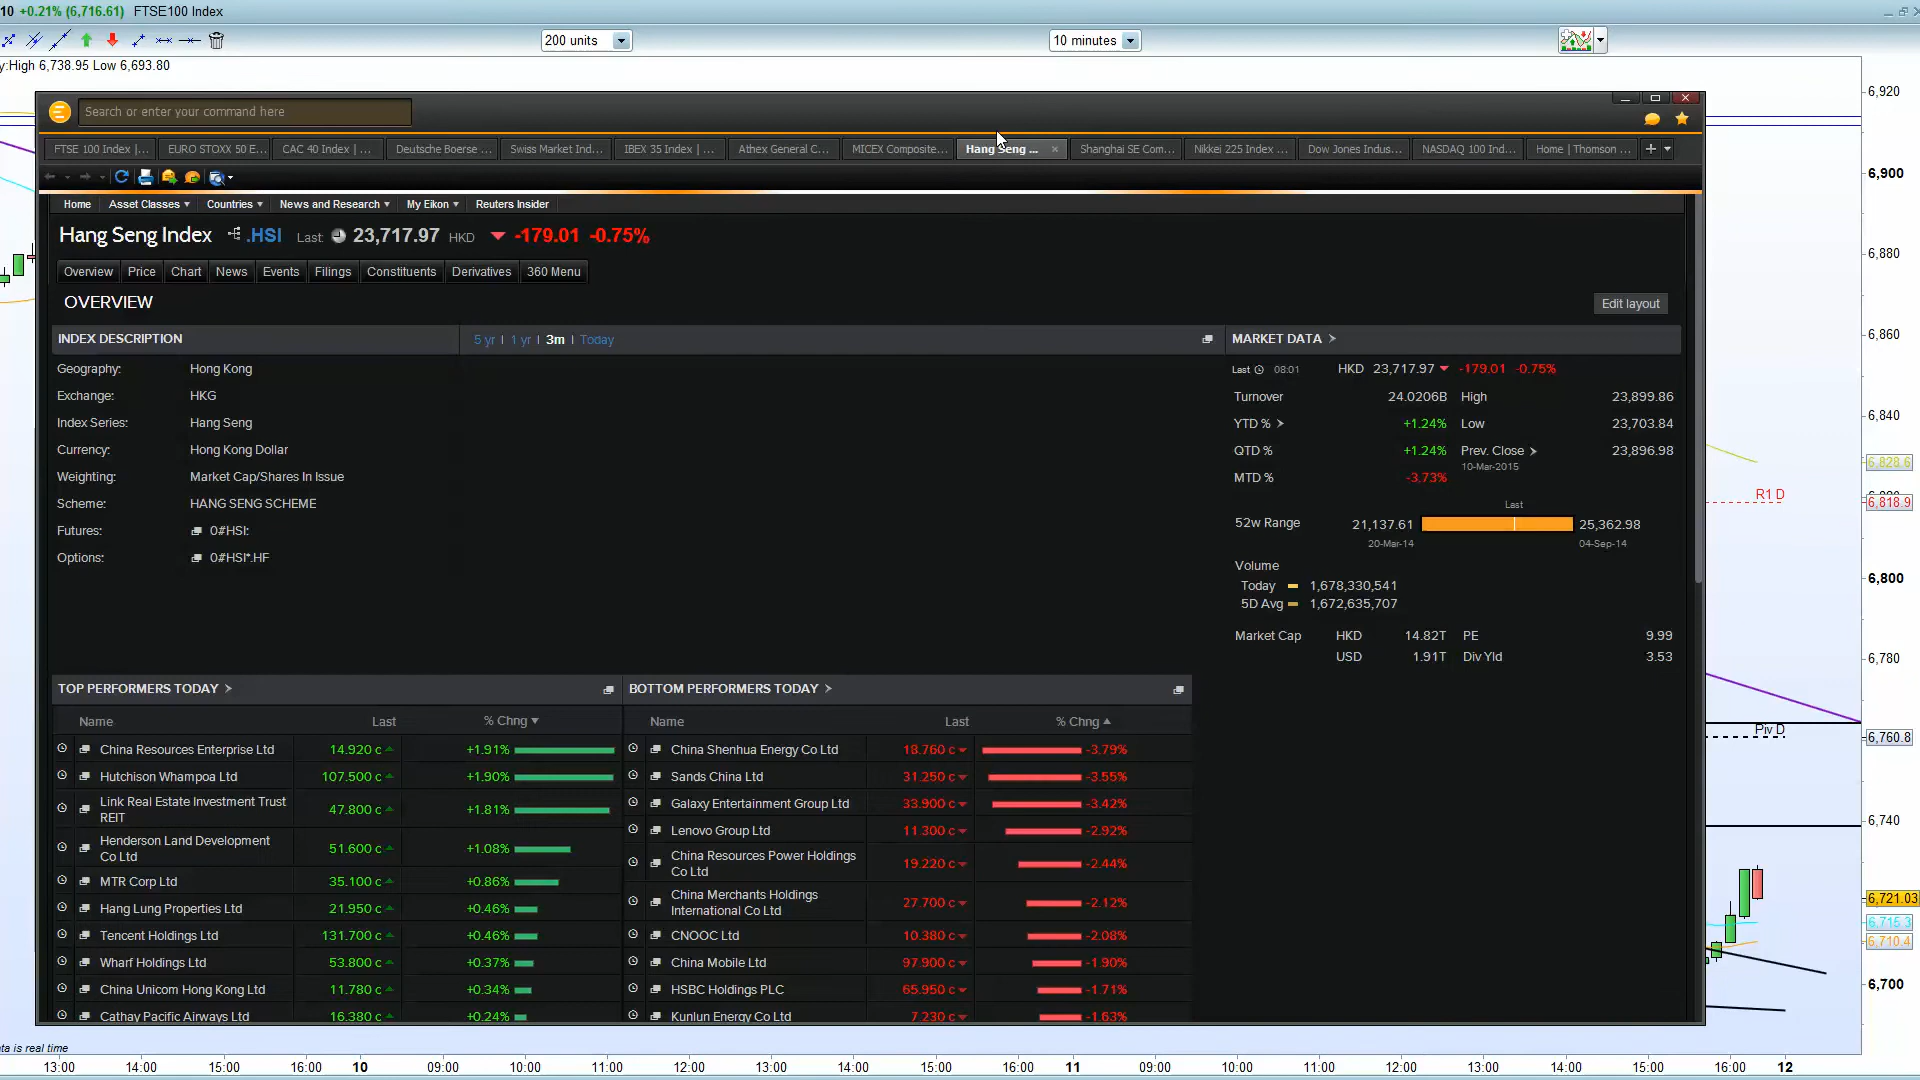 10 +0.21% (6,716.61) FTSE100 Index
200 units
10 minutes
y:High 6,738.95 Low 6,693.80
Search or enter your command here
FTSE 100 Index |...
EURO STOXX 50 E...
CAC 40 Index | ...
Deutsche Boerse ...
Swiss Market Ind...
IBEX 35 Index | ...
Athex General C...
MICEX Composite...
Hang Seng ...
Shanghai SE Com...
Nikkei 225 Index ...
Dow Jones Indus...
NASDAQ 100 Ind...
Home | Thomson ...
Home Asset Classes Countries News and Research My Eikon Reuters Insider
Hang Seng Index .HSI Last: 23,717.97 HKD -179.01 -0.75%
Overview Price Chart News Events Filings Constituents Derivatives 360 Menu
OVERVIEW
Edit layout
INDEX DESCRIPTION
Geography: Hong Kong
Exchange: HKG
Index Series: Hang Seng
Currency: Hong Kong Dollar
Weighting: Market Cap/Shares In Issue
Scheme: HANG SENG SCHEME
Futures: 0#HSI:
Options: 0#HSI*.HF
5 yr | 1 yr | 3m | Today
MARKET DATA
Last 08:01 HKD 23,717.97 -179.01 -0.75%
Turnover 24.0206B High 23,899.86
YTD % +1.24% Low 23,703.84
QTD % +1.24% Prev. Close 23,896.98
10-Mar-2015
MTD % -3.73%
Last
52w Range 21,137.61 25,362.98
20-Mar-14 04-Sep-14
Volume
Today 1,678,330,541
5D Avg 1,672,635,707
Market Cap HKD 14.82T PE 9.99
USD 1.91T Div Yld 3.53
TOP PERFORMERS TODAY
Name Last % Chng
China Resources Enterprise Ltd 14.920 c +1.91%
Hutchison Whampoa Ltd 107.500 c +1.90%
Link Real Estate Investment Trust
REIT 47.800 c +1.81%
Henderson Land Development
Co Ltd 51.600 c +1.08%
MTR Corp Ltd 35.100 c +0.86%
Hang Lung Properties Ltd 21.950 c +0.46%
Tencent Holdings Ltd 131.700 c +0.46%
Wharf Holdings Ltd 53.800 c +0.37%
China Unicom Hong Kong Ltd 11.780 c +0.34%
Cathay Pacific Airways Ltd 16.380 c +0.24%
BOTTOM PERFORMERS TODAY
Name Last % Chng
China Shenhua Energy Co Ltd 18.760 c -3.79%
Sands China Ltd 31.250 c -3.55%
Galaxy Entertainment Group Ltd 33.900 c -3.42%
Lenovo Group Ltd 11.300 c -2.92%
China Resources Power Holdings
Co Ltd 19.220 c -2.44%
China Merchants Holdings
International Co Ltd 27.700 c -2.12%
CNOOC Ltd 10.380 c -2.08%
China Mobile Ltd 97.900 c -1.90%
HSBC Holdings PLC 65.950 c -1.71%
Kunlun Energy Co Ltd 7.230 c -1.63%
6,920
6,900
6,880
6,860
6,840
6,828.6
R1 D
6,818.9
6,800
6,780
Piv D
6,760.8
6,740
6,721.03
6,715.3
6,710.4
6,700
ta is real time
13:00 14:00 15:00 16:00 10 09:00 10:00 11:00 12:00 13:00 14:00 15:00 16:00 11 09:00 10:00 11:00 12:00 13:00 14:00 15:00 16:00 12